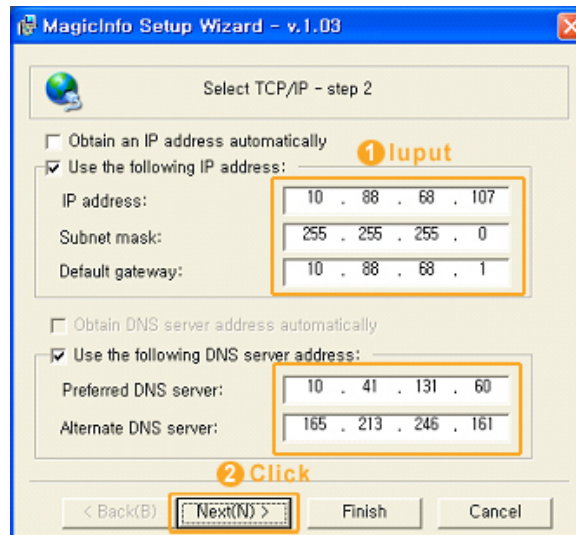 MagicInfo Setup Wizard - v.1.03
Select TCP/IP - step 2
Obtain an IP address automatically
1 Iuput
Use the following IP address:
IP address: 10 . 88 . 68 . 107
Subnet mask: 255 . 255 . 255 . 0
Default gateway: 10 . 88 . 68 . 1
Obtain DNS server address automatically
Use the following DNS server address:
Preferred DNS server: 10 . 41 . 131 . 60
Alternate DNS server: 165 . 213 . 246 . 161
2 Click
< Back(B) Next(N) > Finish Cancel